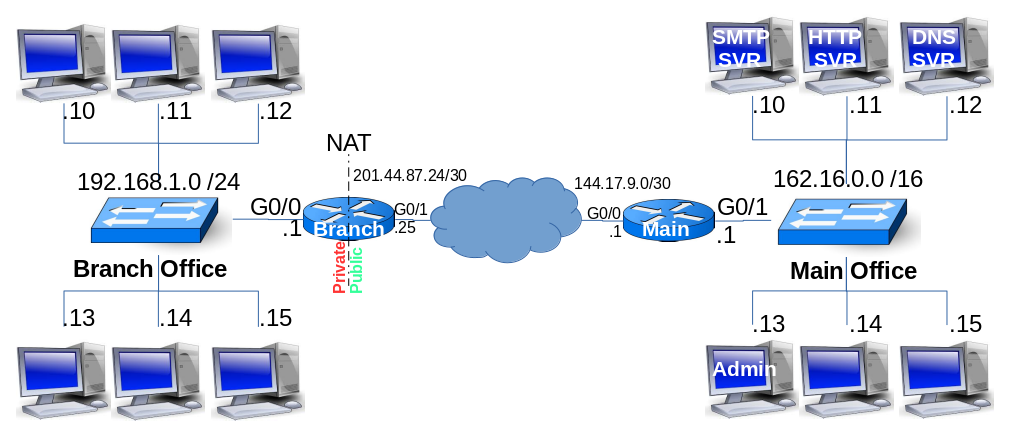 SMTP
SVR
HTTP
SVR
DNS
SVR
.10
.11
.12
.10
.11
.12
NAT
192.168.1.0 /24
201.44.87.24/30
144.17.9.0/30
162.16.0.0 /16
G0/0
.1
Branch
G0/1
.25
G0/0
.1
Main
G0/1
.1
Private
Public
Branch Office
Main Office
.13
.14
.15
.13
.14
.15
Admin